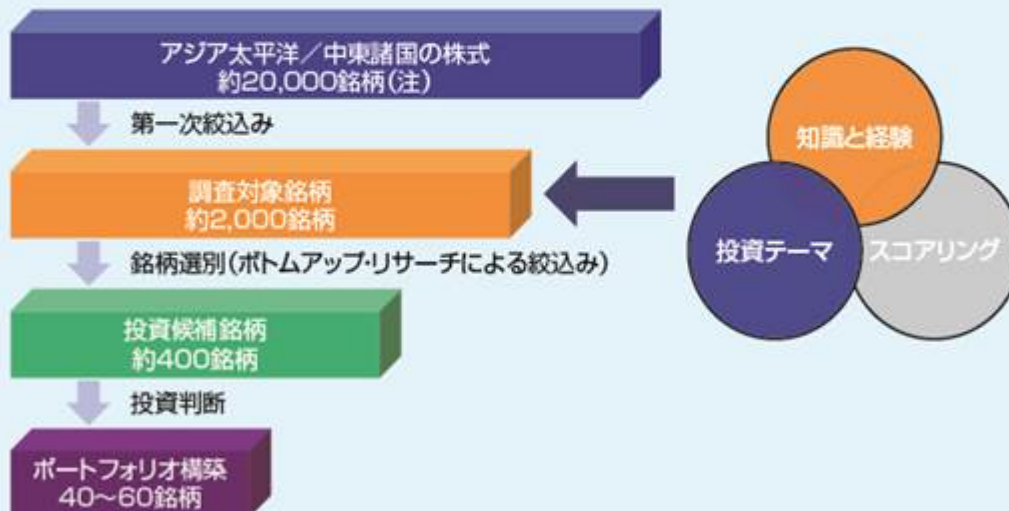 アジア太平洋／中東諸国の株式
約20,000銘柄(注)
第一次絞込み
調査対象銘柄
約2,000銘柄
銘柄選別(ボトムアップ・リサーチによる絞込み)
投資候補銘柄
約400銘柄
投資判断
ポートフォリオ構築
40～60銘柄
知識と経験
投資テーマ
スコアリング